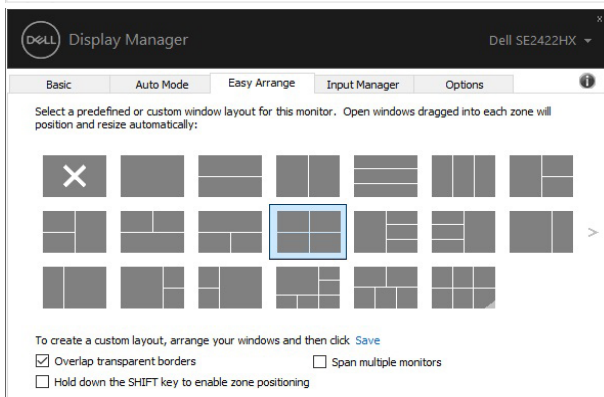 DELL Display Manager
x
Dell SE2422HX
Basic Auto Mode Easy Arrange Input Manager Options
Select a predefined or custom window layout for this monitor. Open windows dragged into each zone will
position and resize automatically:
>
To create a custom layout, arrange your windows and then click Save
Overlap transparent borders Span multiple monitors
Hold down the SHIFT key to enable zone positioning